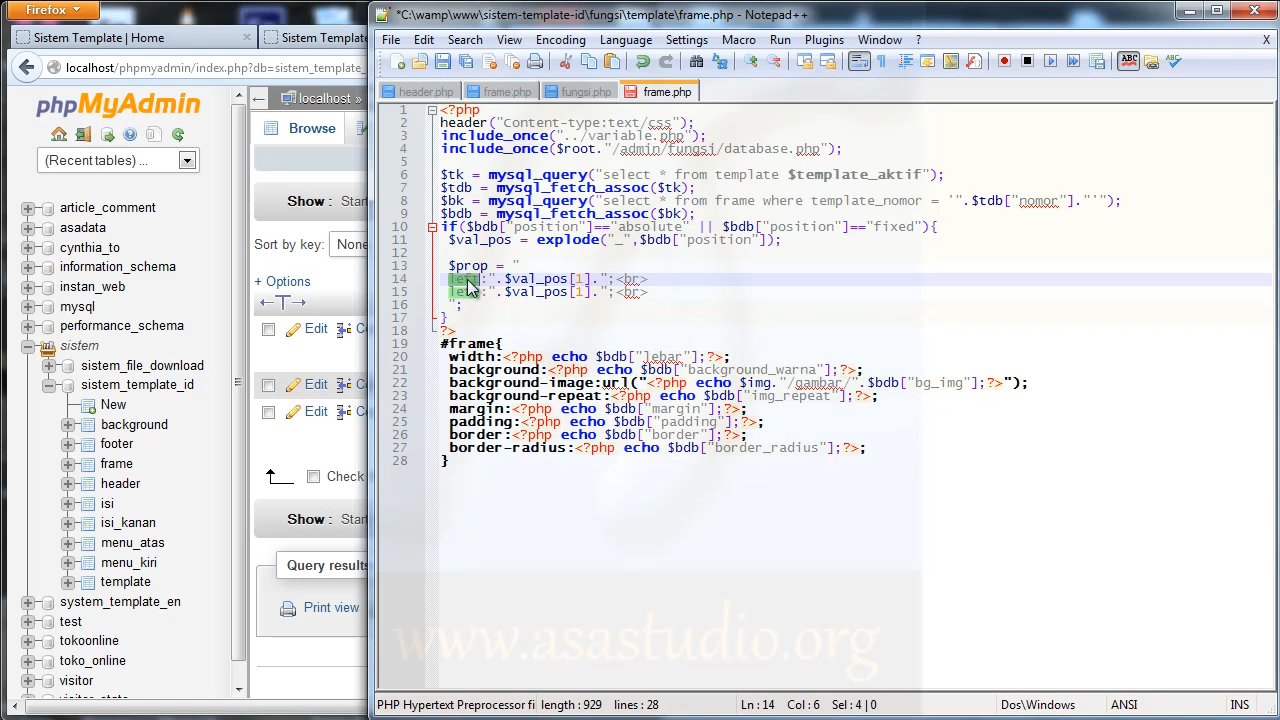 Firefox
Sistem Template | Home
Sistem Templat
localhost/phpmyadmin/index.php?db=sistem_template_
phpMyAdmin
(Recent tables) ...
article_comment
asadata
cynthia_to
information_schema
instan_web
mysql
performance_schema
sistem
sistem_file_download
sistem_template_id
New
background
footer
frame
header
isi
isi_kanan
menu_atas
menu_kiri
template
system_template_en
test
tokoonline
toko_online
visitor
localhost »
Browse
Show : Star
Sort by key: None
+ Options
Edit
Edit
Edit
Check
Show : Star
Query results
Print view
*C:\wamp\www\sistem-template-id\fungsi\template\frame.php - Notepad++
File Edit Search View Encoding Language Settings Macro Run Plugins Window ? X
header.php frame.php fungsi.php frame.php
1 <?php
2 header("Content-type:text/css");
3 include_once("../variable.php");
4 include_once($root."/admin/fungsi/database.php");
5
6 $tk = mysql_query("select * from template $template_aktif");
7 $tdb = mysql_fetch_assoc($tk);
8 $bk = mysql_query("select * from frame where template_nomor = '".$tdb["nomor"]."'");
9 $bdb = mysql_fetch_assoc($bk);
10 if($bdb["position"]=="absolute" || $bdb["position"]=="fixed"){
11 $val_pos = explode("_",$bdb["position"]);
12
13 $prop = "
14 left:".$val_pos[1].";<br>
15 left:".$val_pos[1].";<br>
16 ";
17 }
18 ?>
19 #frame{
20 width:<?php echo $bdb["lebar"];?>;
21 background:<?php echo $bdb["background_warna"];?>;
22 background-image:url("<?php echo $img."/gambar/".$bdb["bg_img"];?>");
23 background-repeat:<?php echo $bdb["img_repeat"];?>;
24 margin:<?php echo $bdb["margin"];?>;
25 padding:<?php echo $bdb["padding"];?>;
26 border:<?php echo $bdb["border"];?>;
27 border-radius:<?php echo $bdb["border_radius"];?>;
28 }
www.asastudio.org
PHP Hypertext Preprocessor fi length : 929 lines : 28 Ln : 14 Col : 6 Sel : 4 | 0 Dos\Windows ANSI INS